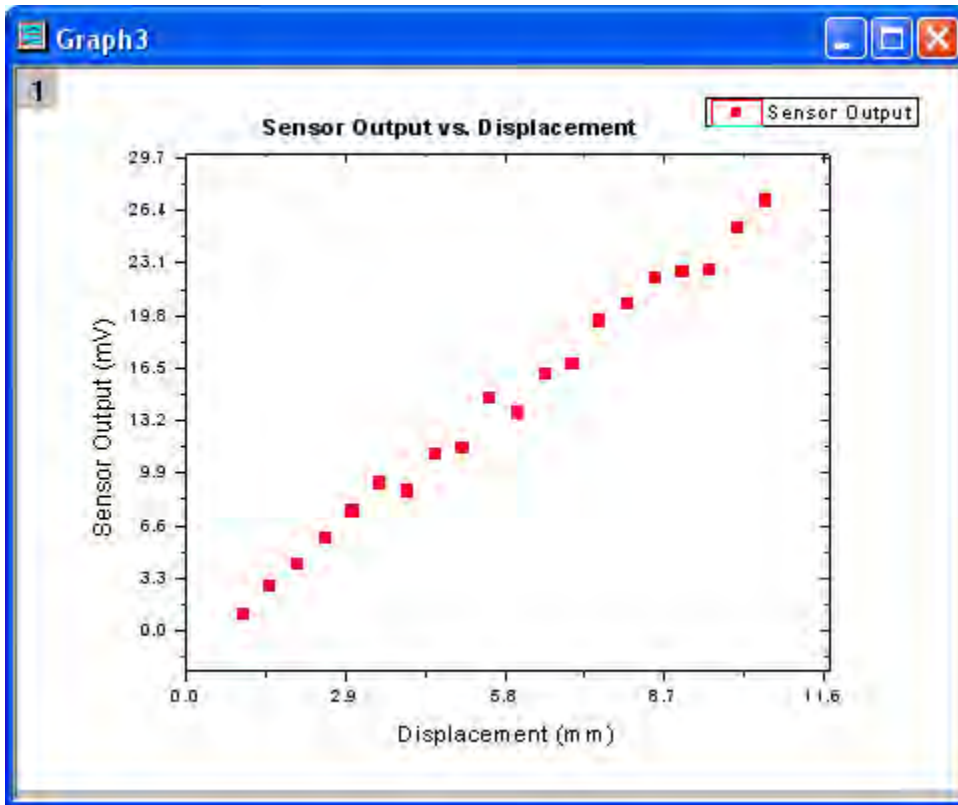 Graph3
1
Sensor Output
Sensor Output vs. Displacement
29.7
26.4
23.1
19.8
16.5
13.2
9.9
6.6
3.3
0.0
Sensor Output (mV)
0.0 2.9 5.8 8.7 11.6
Displacement (mm)